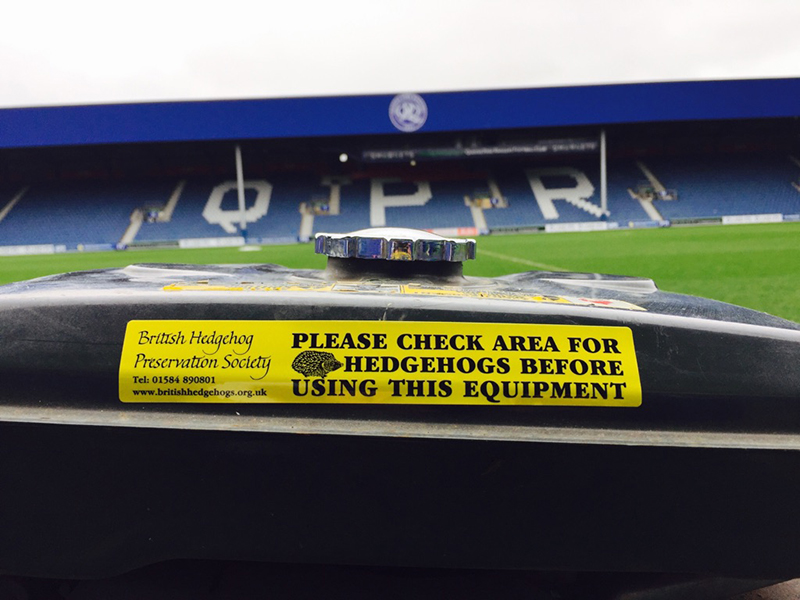 Q P R
British Hedgehog
Preservation Society
Tel: 01584 890801
www.britishhedgehogs.org.uk
PLEASE CHECK AREA FOR
HEDGEHOGS BEFORE
USING THIS EQUIPMENT